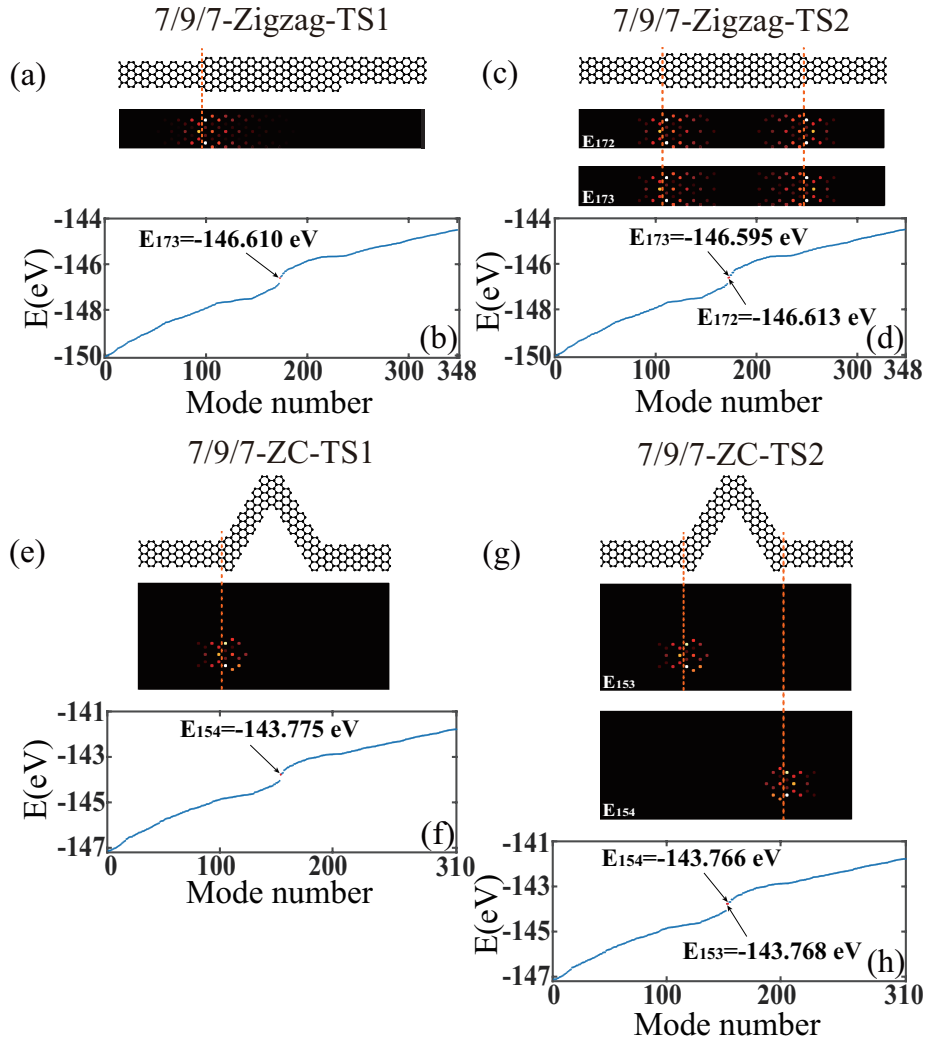 7/9/7-Zigzag-TS1
(a)
-144
E173=-146.610 eV
-146
E(eV)
-148
(b)
-150
0 100 200 300 348
Mode number
7/9/7-Zigzag-TS2
(c)
E172
E173
-144
E173=-146.595 eV
-146
E(eV)
-148
E172=-146.613 eV
(d)
-150
0 100 200 300 348
Mode number
7/9/7-ZC-TS1
(e)
-141
E154=-143.775 eV
-143
E(eV)
-145
(f)
-147
0 100 200 310
Mode number
7/9/7-ZC-TS2
(g)
E153
E154
-141
E154=-143.766 eV
-143
E(eV)
-145
E153=-143.768 eV
(h)
-147
0 100 200 310
Mode number